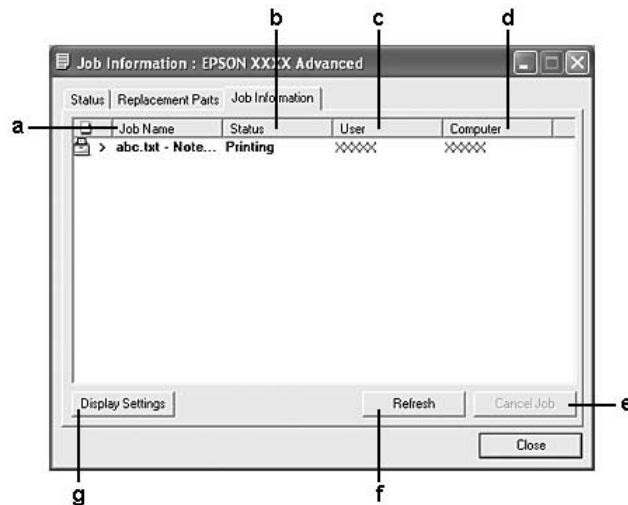 b
c
d
Job Information : EPSON XXXX Advanced
Status
Replacement Parts
Job Information
a
Job Name
Status
User
Computer
> abc.txt - Note...
Printing
XXXXX
XXXXX
Display Settings
Refresh
Cancel Job
e
Close
g
f